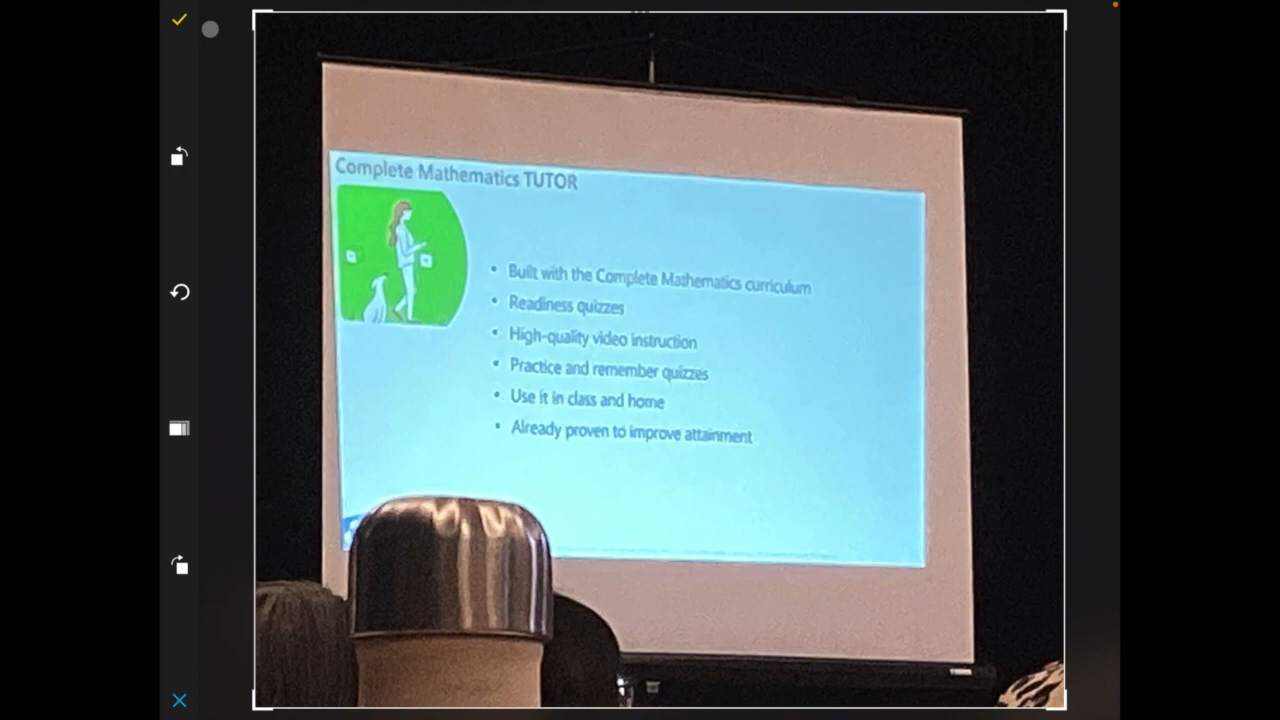 Complete Mathematics TUTOR
• Built with the Complete Mathematics curriculum
• Readiness quizzes
• High-quality video instruction
• Practice and remember quizzes
• Use it in class and home
• Already proven to improve attainment